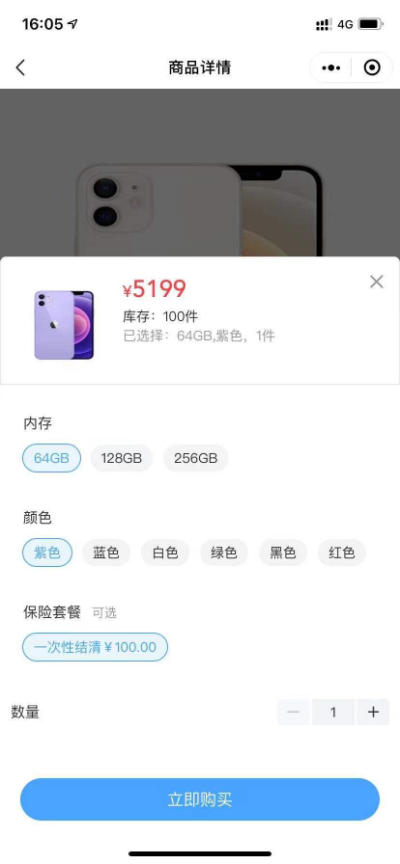 16:05
4G
商品详情
¥5199
库存：100件
已选择：64GB,紫色，1件
内存
64GB 128GB 256GB
颜色
紫色 蓝色 白色 绿色 黑色 红色
保险套餐 可选
一次性结清￥100.00
数量
1
立即购买